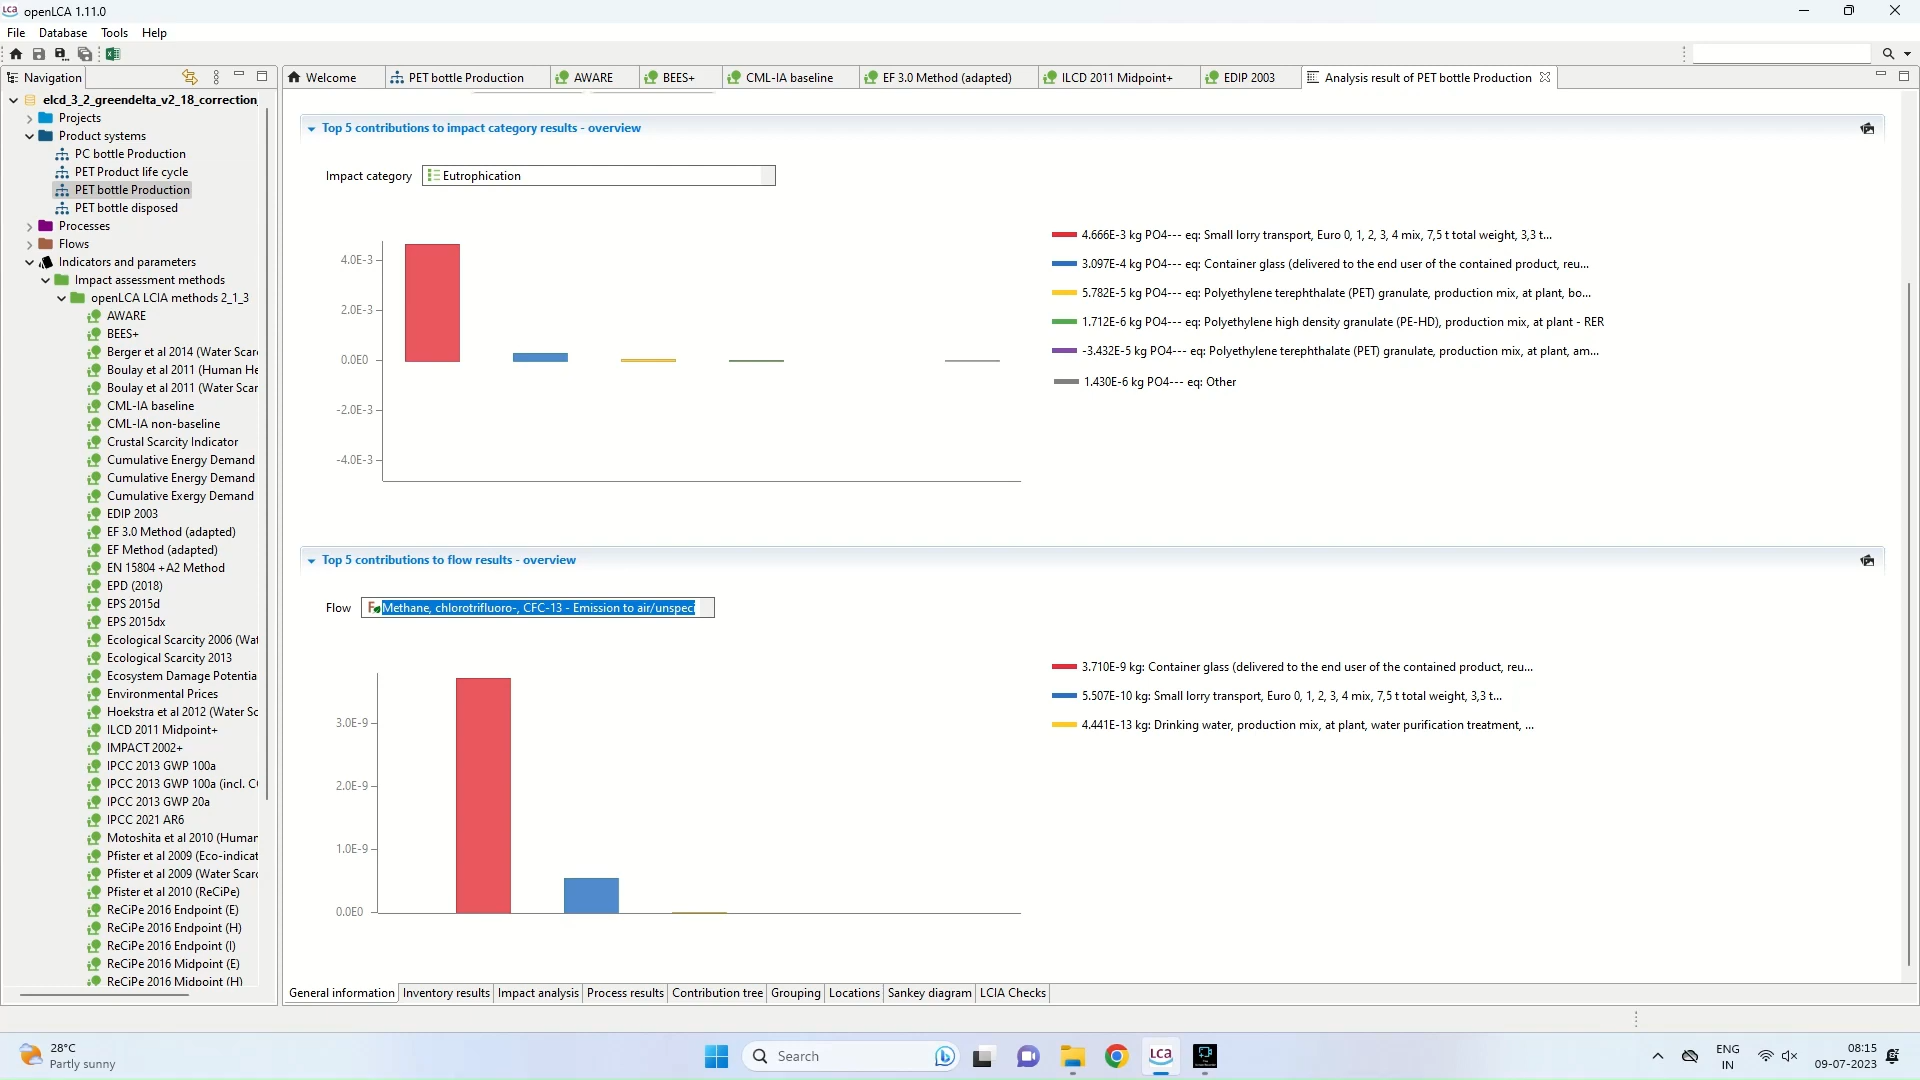 LCA openLCA 1.11.0
File Database Tools Help
Navigation
Welcome
PET bottle Production
AWARE
BEES+
CML-IA baseline
EF 3.0 Method (adapted)
ILCD 2011 Midpoint+
EDIP 2003
Analysis result of PET bottle Production
elcd_3_2_greendelta_v2_18_correction_
Projects
Product systems
PC bottle Production
PET Product life cycle
PET bottle Production
PET bottle disposed
Processes
Flows
Indicators and parameters
Impact assessment methods
openLCA LCIA methods 2_1_3
AWARE
BEES+
Berger et al 2014 (Water Scar
Boulay et al 2011 (Human He
Boulay et al 2011 (Water Scar
CML-IA baseline
CML-IA non-baseline
Crustal Scarcity Indicator
Cumulative Energy Demand
Cumulative Energy Demand
Cumulative Exergy Demand
EDIP 2003
EF 3.0 Method (adapted)
EF Method (adapted)
EN 15804 +A2 Method
EPD (2018)
EPS 2015d
EPS 2015dx
Ecological Scarcity 2006 (Wat
Ecological Scarcity 2013
Ecosystem Damage Potentia
Environmental Prices
Hoekstra et al 2012 (Water Sc
ILCD 2011 Midpoint+
IMPACT 2002+
IPCC 2013 GWP 100a
IPCC 2013 GWP 100a (incl. C
IPCC 2013 GWP 20a
IPCC 2021 AR6
Motoshita et al 2010 (Human
Pfister et al 2009 (Eco-indicat
Pfister et al 2009 (Water Scarc
Pfister et al 2010 (ReCiPe)
ReCiPe 2016 Endpoint (E)
ReCiPe 2016 Endpoint (H)
ReCiPe 2016 Endpoint (I)
ReCiPe 2016 Midpoint (E)
ReCiPe 2016 Midpoint (H)
Top 5 contributions to impact category results - overview
Impact category Eutrophication
4.0E-3
2.0E-3
0.0E0
-2.0E-3
-4.0E-3
4.666E-3 kg PO4--- eq: Small lorry transport, Euro 0, 1, 2, 3, 4 mix, 7,5 t total weight, 3,3 t...
3.097E-4 kg PO4--- eq: Container glass (delivered to the end user of the contained product, reu...
5.782E-5 kg PO4--- eq: Polyethylene terephthalate (PET) granulate, production mix, at plant, bo...
1.712E-6 kg PO4--- eq: Polyethylene high density granulate (PE-HD), production mix, at plant - RER
-3.432E-5 kg PO4--- eq: Polyethylene terephthalate (PET) granulate, production mix, at plant, am...
1.430E-6 kg PO4--- eq: Other
Top 5 contributions to flow results - overview
Flow Methane, chlorotrifluoro-, CFC-13 - Emission to air/unspeci
3.0E-9
2.0E-9
1.0E-9
0.0E0
3.710E-9 kg: Container glass (delivered to the end user of the contained product, reu...
5.507E-10 kg: Small lorry transport, Euro 0, 1, 2, 3, 4 mix, 7,5 t total weight, 3,3 t...
4.441E-13 kg: Drinking water, production mix, at plant, water purification treatment, ...
General information Inventory results Impact analysis Process results Contribution tree Grouping Locations Sankey diagram LCIA Checks
28°C
Partly sunny
Search
LCA
ENG
IN
08:15
09-07-2023